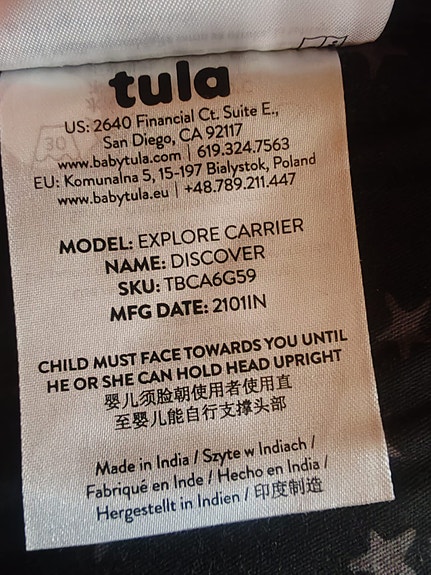 tula
US: 2640 Financial Ct. Suite E.,
San Diego, CA 92117
www.babytula.com | 619.324.7563
EU: Komunalna 5, 15-197 Bialystok, Poland
www.babytula.eu | +48.789.211.447
MODEL: EXPLORE CARRIER
NAME: DISCOVER
SKU: TBCA6G59
MFG DATE: 2101IN
CHILD MUST FACE TOWARDS YOU UNTIL
HE OR SHE CAN HOLD HEAD UPRIGHT
婴儿须脸朝使用者使用直
至婴儿能自行支撑头部
Made in India / Szyte w Indiach /
Fabriqué en Inde / Hecho en India /
Hergestellt in Indien / 印度制造